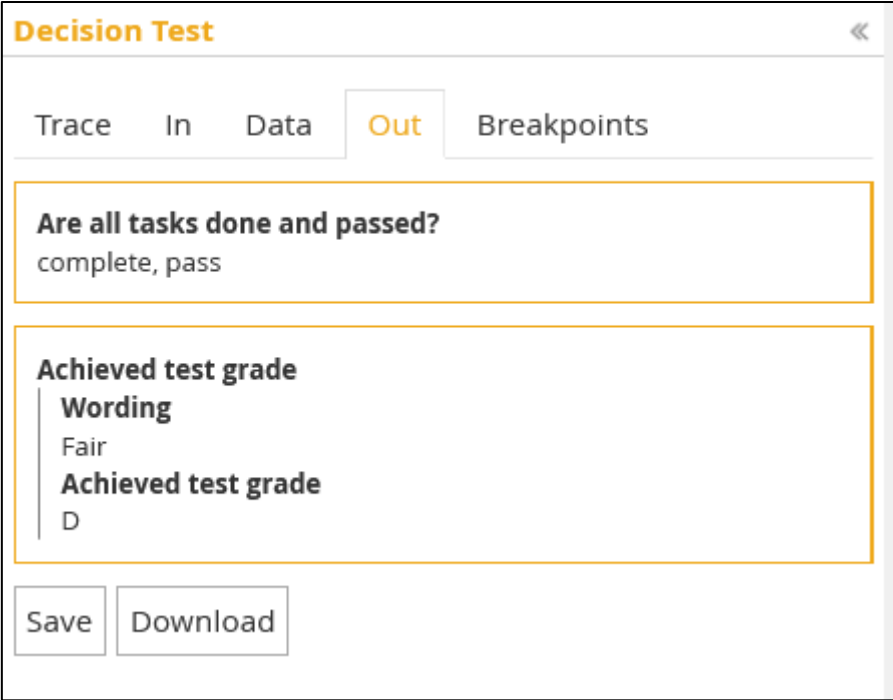 Decision Test «
Trace In Data Out Breakpoints
Are all tasks done and passed?
complete, pass
Achieved test grade
Wording
Fair
Achieved test grade
D
Save Download